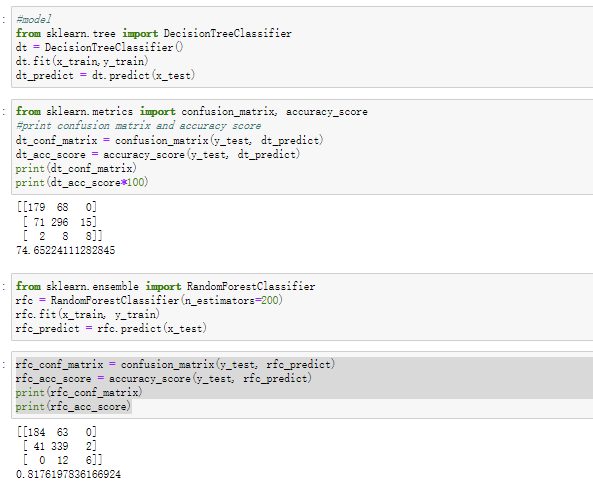 :
#model
from sklearn.tree import DecisionTreeClassifier
dt = DecisionTreeClassifier()
dt.fit(x_train,y_train)
dt_predict = dt.predict(x_test)
:
from sklearn.metrics import confusion_matrix, accuracy_score
#print confusion matrix and accuracy score
dt_conf_matrix = confusion_matrix(y_test, dt_predict)
dt_acc_score = accuracy_score(y_test, dt_predict)
print(dt_conf_matrix)
print(dt_acc_score*100)
[[179  68   0]
 [ 71 296  15]
 [  2   8   8]]
74.65224111282845
:
from sklearn.ensemble import RandomForestClassifier
rfc = RandomForestClassifier(n_estimators=200)
rfc.fit(x_train, y_train)
rfc_predict = rfc.predict(x_test)
:
rfc_conf_matrix = confusion_matrix(y_test, rfc_predict)
rfc_acc_score = accuracy_score(y_test, rfc_predict)
print(rfc_conf_matrix)
print(rfc_acc_score)
[[184  63   0]
 [ 41 339   2]
 [  0  12   6]]
0.8176197836166924